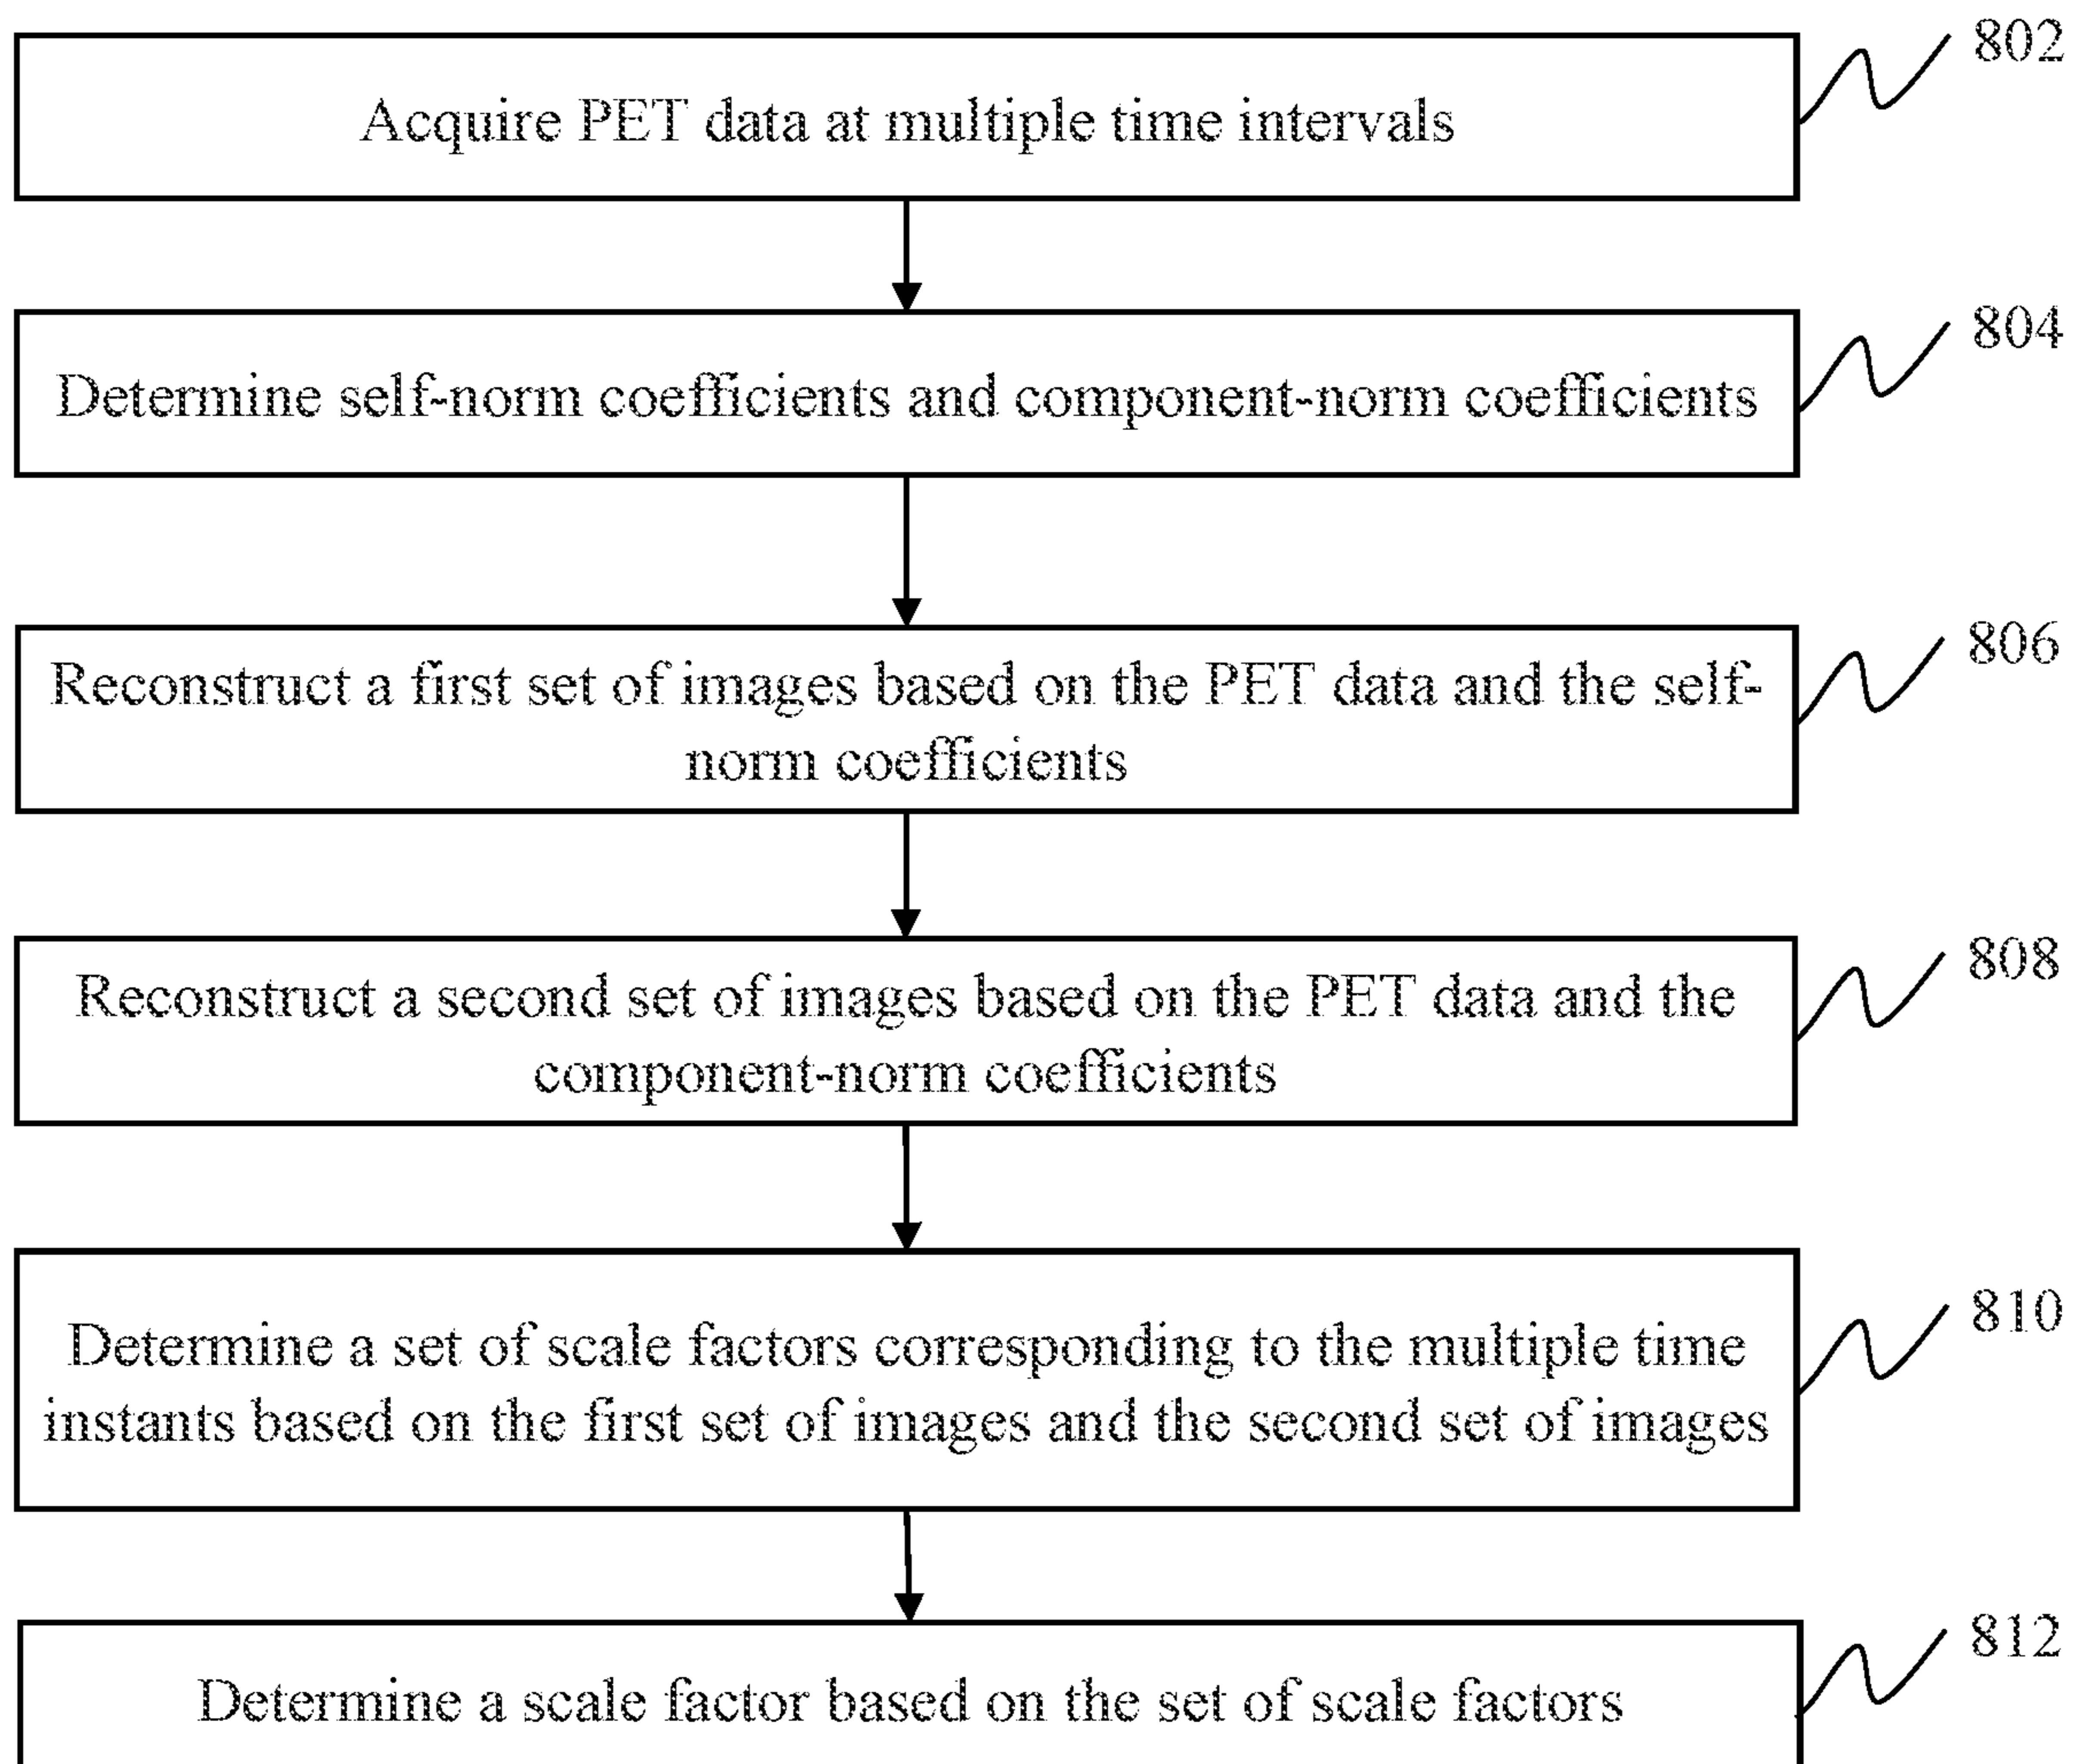 802
Acquire PET data at multiple time intervals
804
Determine self-norm coefficients and component-norm coefficients
806
Reconstruct a first set of images based on the PET data and the self-
norm coefficients
808
Reconstruct a second set of images based on the PET data and the
component-norm coefficients
810
Determine a set of scale factors corresponding to the multiple time
instants based on the first set of images and the second set of images
812
Determine a scale factor based on the set of scale factors